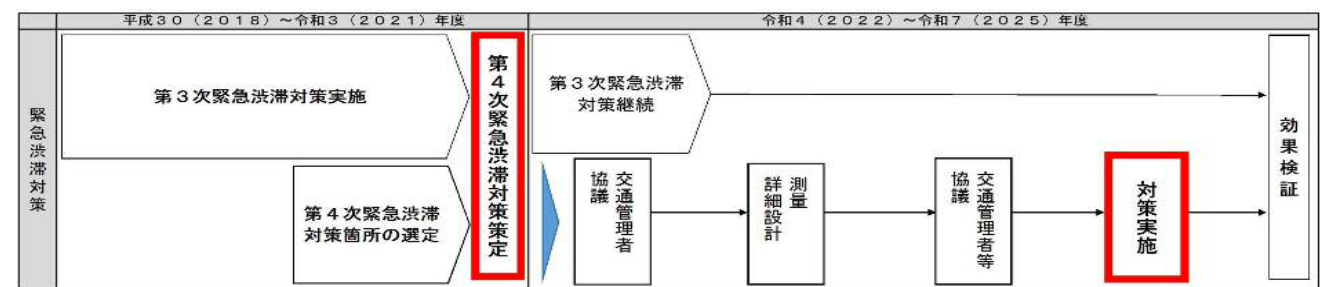 平成30(2018)~令和3(2021)年度
令和4(2022)~令和7(2025)年度
緊急渋滞対策
第3次緊急渋滞対策実施
第4次緊急渋滞
対策箇所の選定
第4次緊急渋滞対策策定
第3次緊急渋滞
対策継続
交通管理者
協議
測量
詳細設計
交通管理者等
協議
対策実施
効果検証